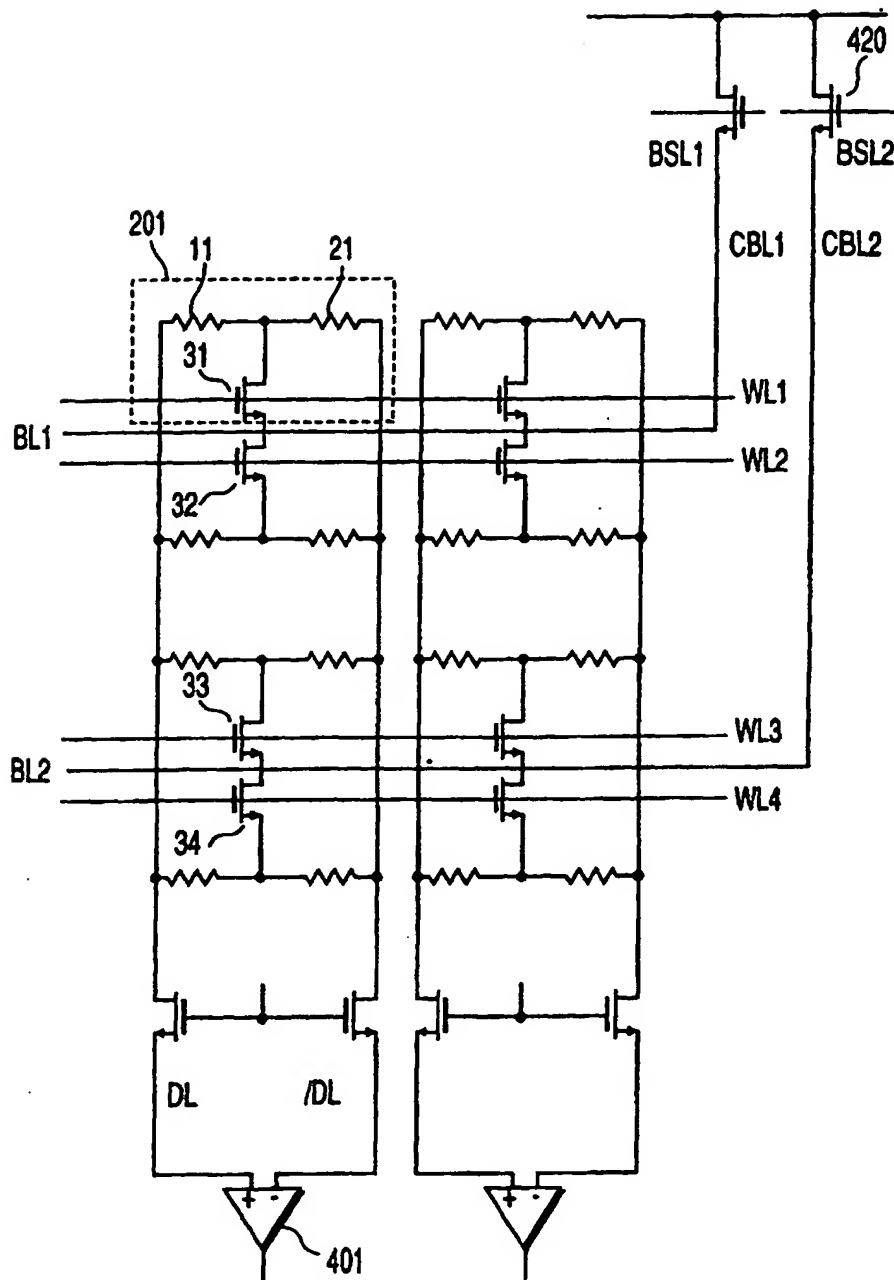 420
BSL1
BSL2
201
11
21
CBL1
CBL2
31
WL1
BL1
WL2
32
33
WL3
BL2
WL4
34
DL
/DL
+ -
+ -
401